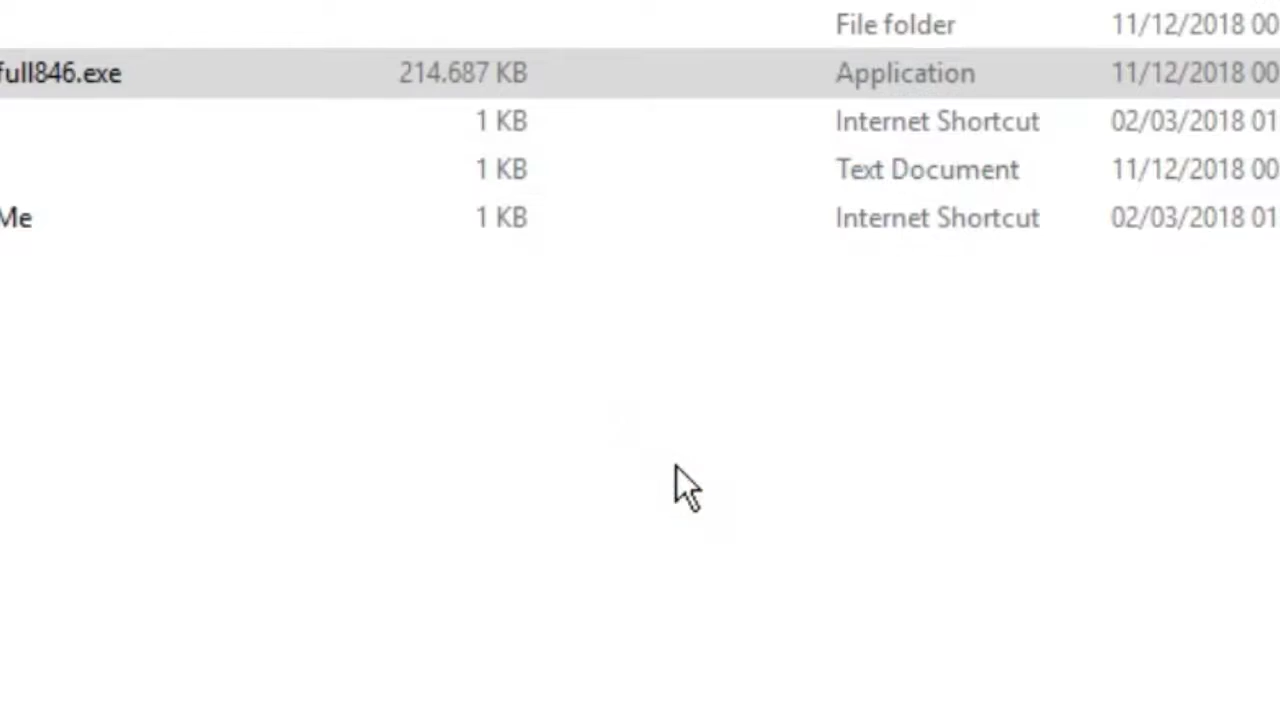 File folder 11/12/2018 00
full846.exe 214.687 KB Application 11/12/2018 00
1 KB Internet Shortcut 02/03/2018 01
1 KB Text Document 11/12/2018 00
Me 1 KB Internet Shortcut 02/03/2018 01